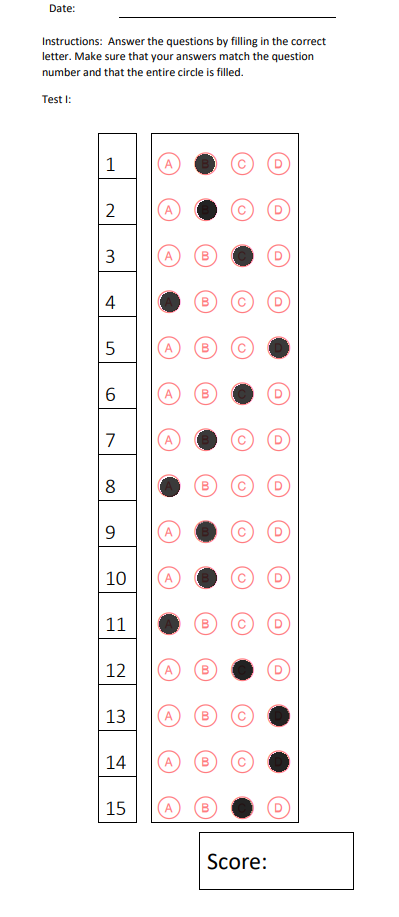 Date:
Instructions: Answer the questions by filling in the correct
letter. Make sure that your answers match the question
number and that the entire circle is filled.
Test I:
1 A B C D
2 A C D
3 A B C D
4 B C D
5 A B C D
6 A B C D
7 A B C D
8 A B C D
9 A B C D
10 A B C D
11 A B C D
12 A B D
13 A B C
14 A B C
15 A B D
Score: